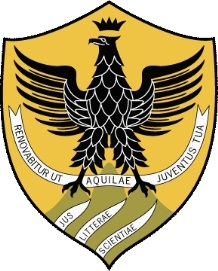 RENOVABITUR UT AQUILAE JUVENTUS TUA
JUS
LITTERAE
SCIENTIAE